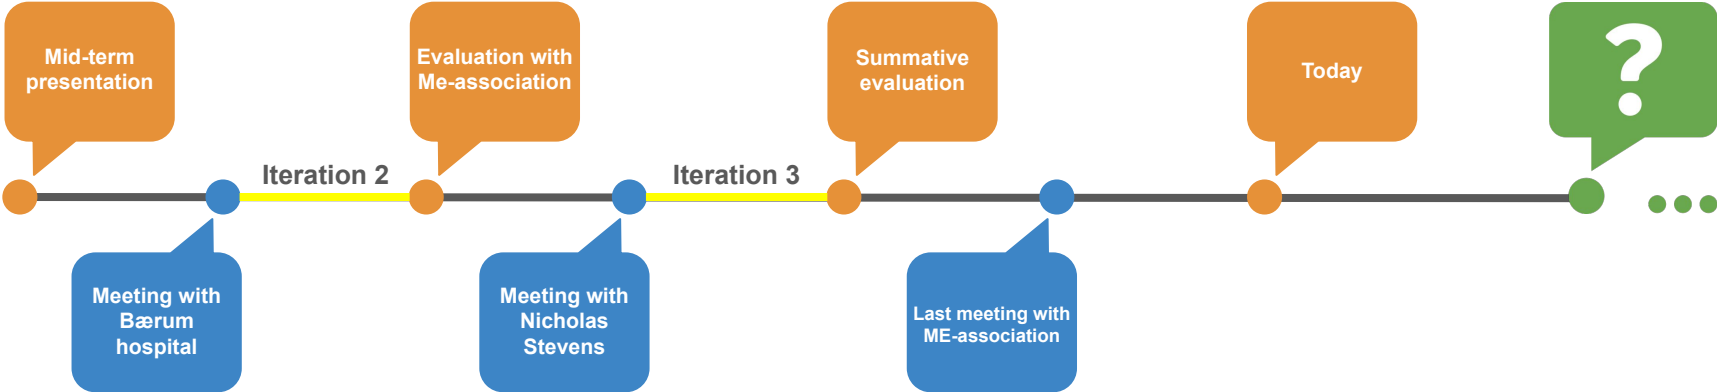 Mid-term
presentation
Evaluation with
Me-association
Summative
evaluation
Today
?
Iteration 2
Iteration 3
Meeting with
Bærum
hospital
Meeting with
Nicholas
Stevens
Last meeting with
ME-association